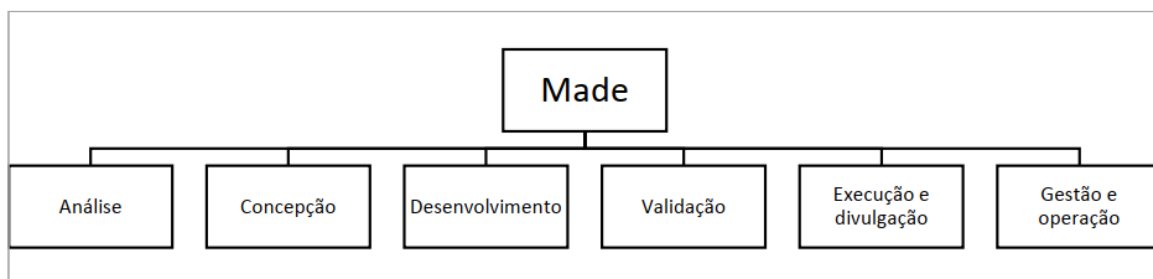 Made
Análise
Concepção
Desenvolvimento
Validação
Execução e
divulgação
Gestão e
operação